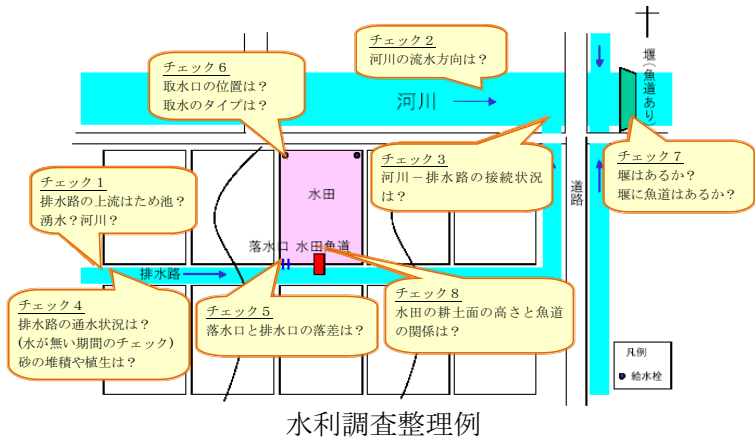 チェック６
取水口の位置は？
取水のタイプは？
チェック２
河川の流水方向は？
堰（魚道あり）
河川
チェック１
排水路の上流はため池？
湧水？河川？
チェック３
河川－排水路の接続状況
は？
チェック７
堰はあるか？
堰に魚道はあるか？
水田
道路
落水口
水田魚道
排水路
チェック４
排水路の通水状況は？
(水が無い期間のチェック)
砂の堆積や植生は？
チェック５
落水口と排水口の落差は？
チェック８
水田の耕土面の高さと魚道
の関係は？
凡例
給水栓
水利調査整理例